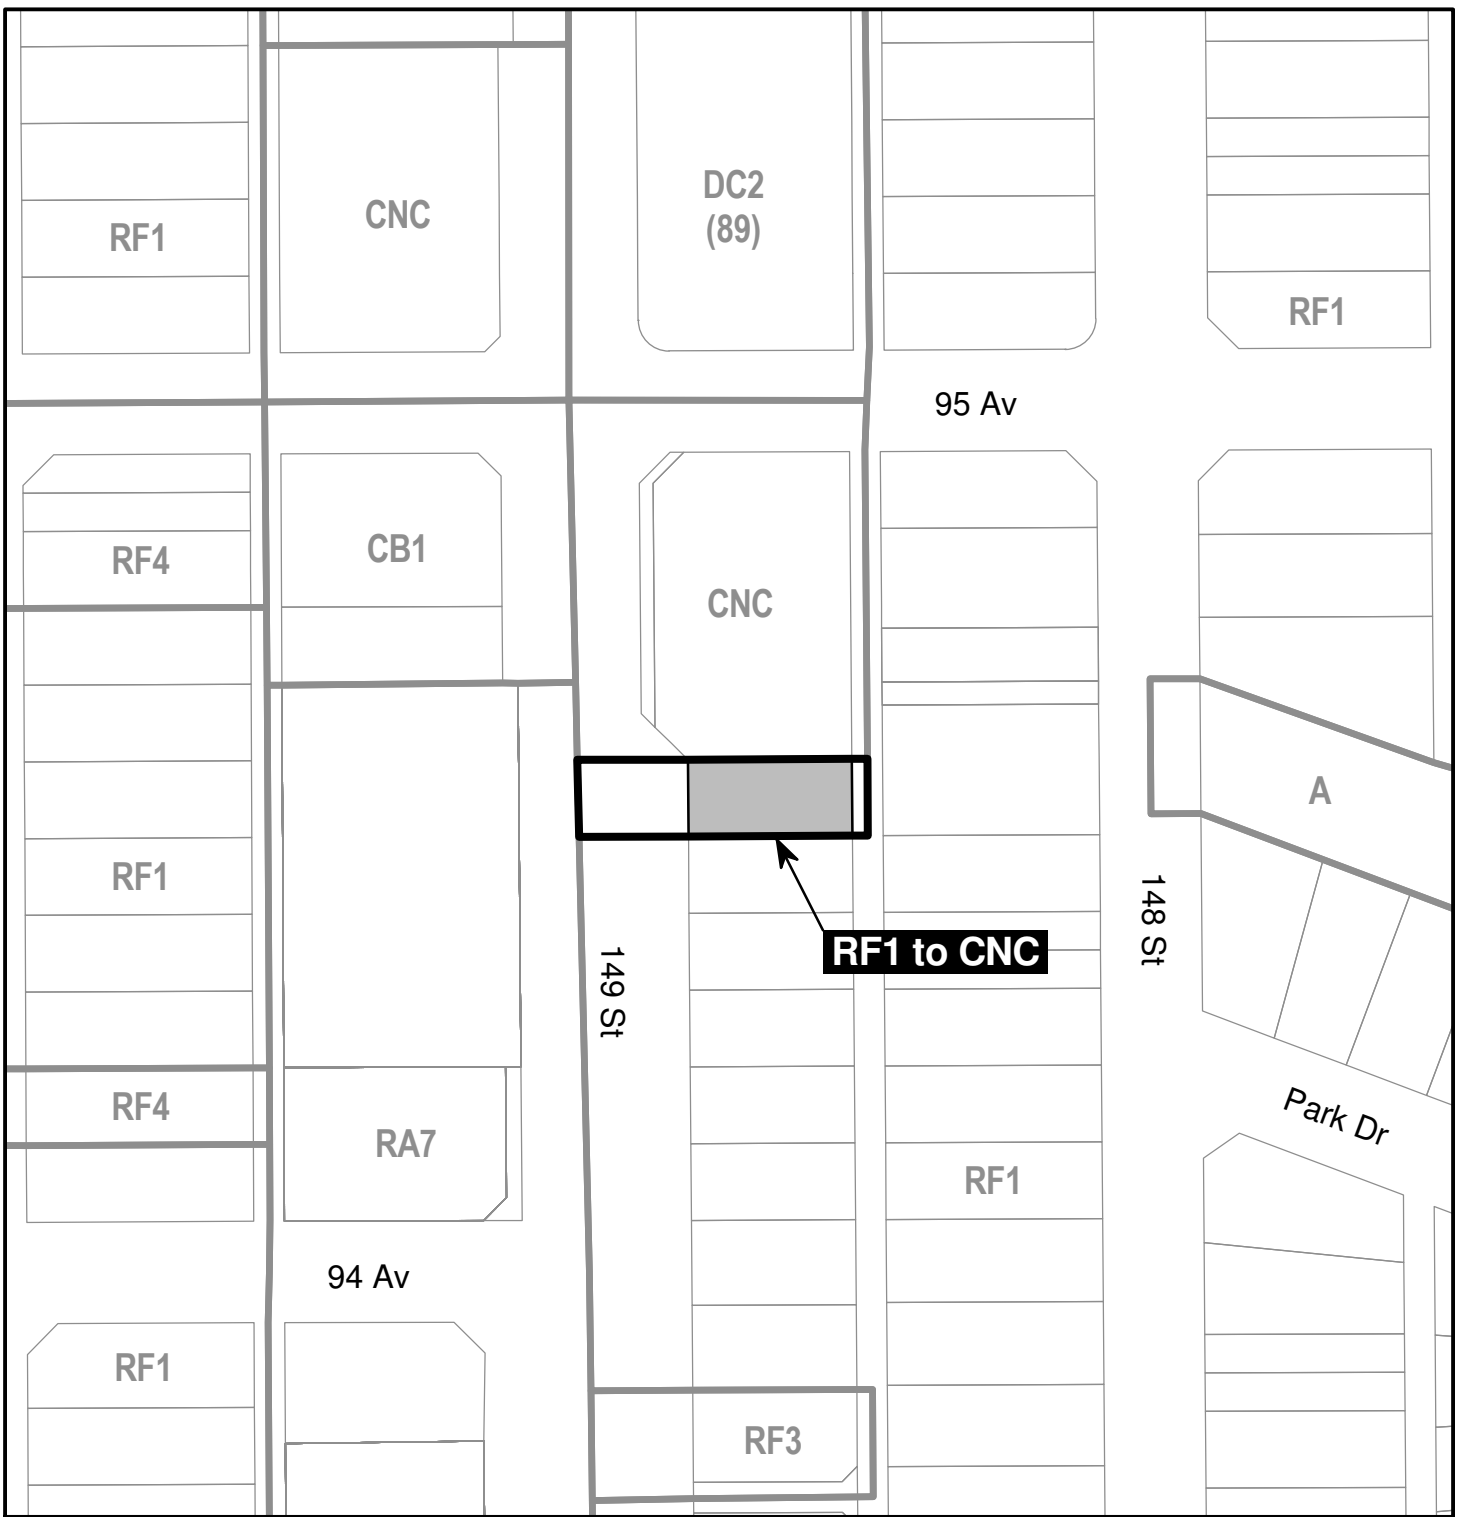 DC2
(89)
CNC
RF1
RF1
95 Av
RF4
CB1
CNC
A
RF1
148 St
RF1 to CNC
149 St
RF4
Park Dr
RA7
RF1
94 Av
RF1
RF3